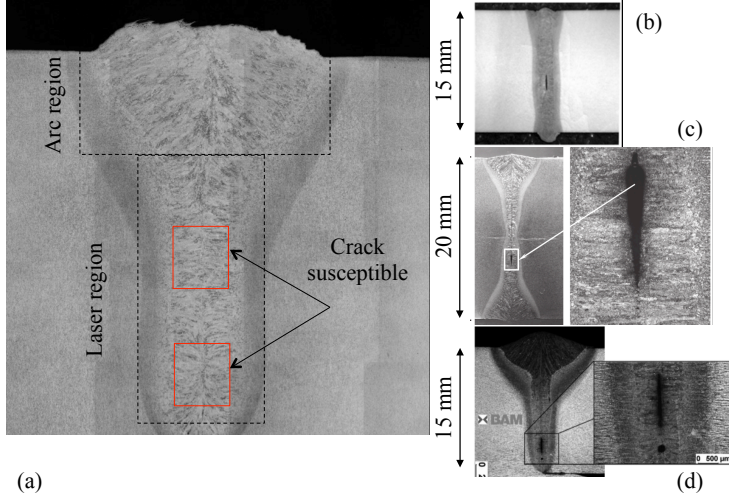 Arc region
Laser region
Crack
susceptible
(a)
15 mm
(b)
(c)
20 mm
15 mm
BAM
0 500 µm
(d)